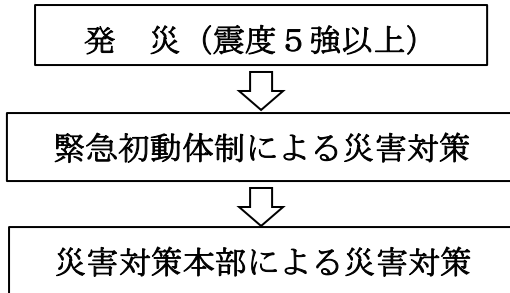 発　災（震度５強以上）
緊急初動体制による災害対策
災害対策本部による災害対策